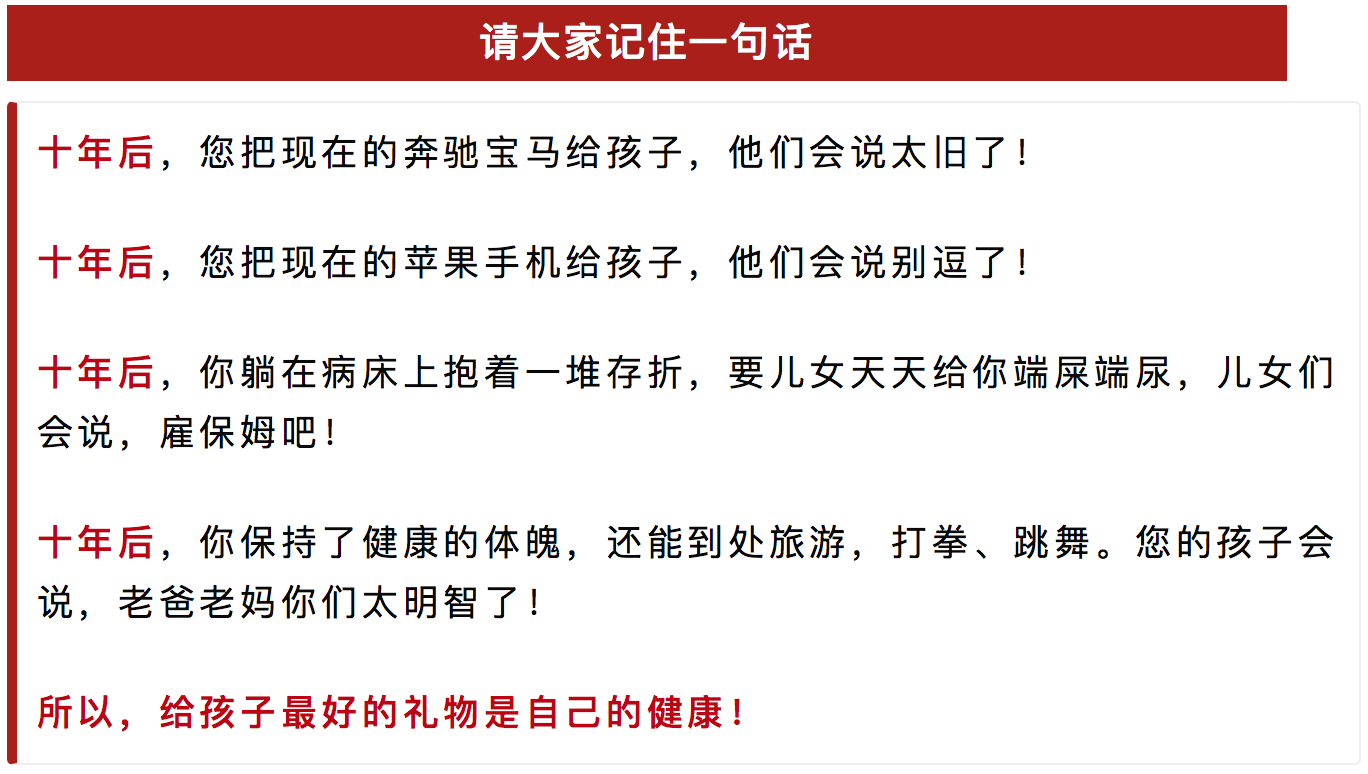 请大家记住一句话
十年后，您把现在的奔驰宝马给孩子，他们会说太旧了！
十年后，您把现在的苹果手机给孩子，他们会说别逗了！
十年后，你躺在病床上抱着一堆存折，要儿女天天给你端屎端尿，儿女们
会说，雇保姆吧！
十年后，你保持了健康的体魄，还能到处旅游，打拳、跳舞。您的孩子会
说，老爸老妈你们太明智了！
所以，给孩子最好的礼物是自己的健康！